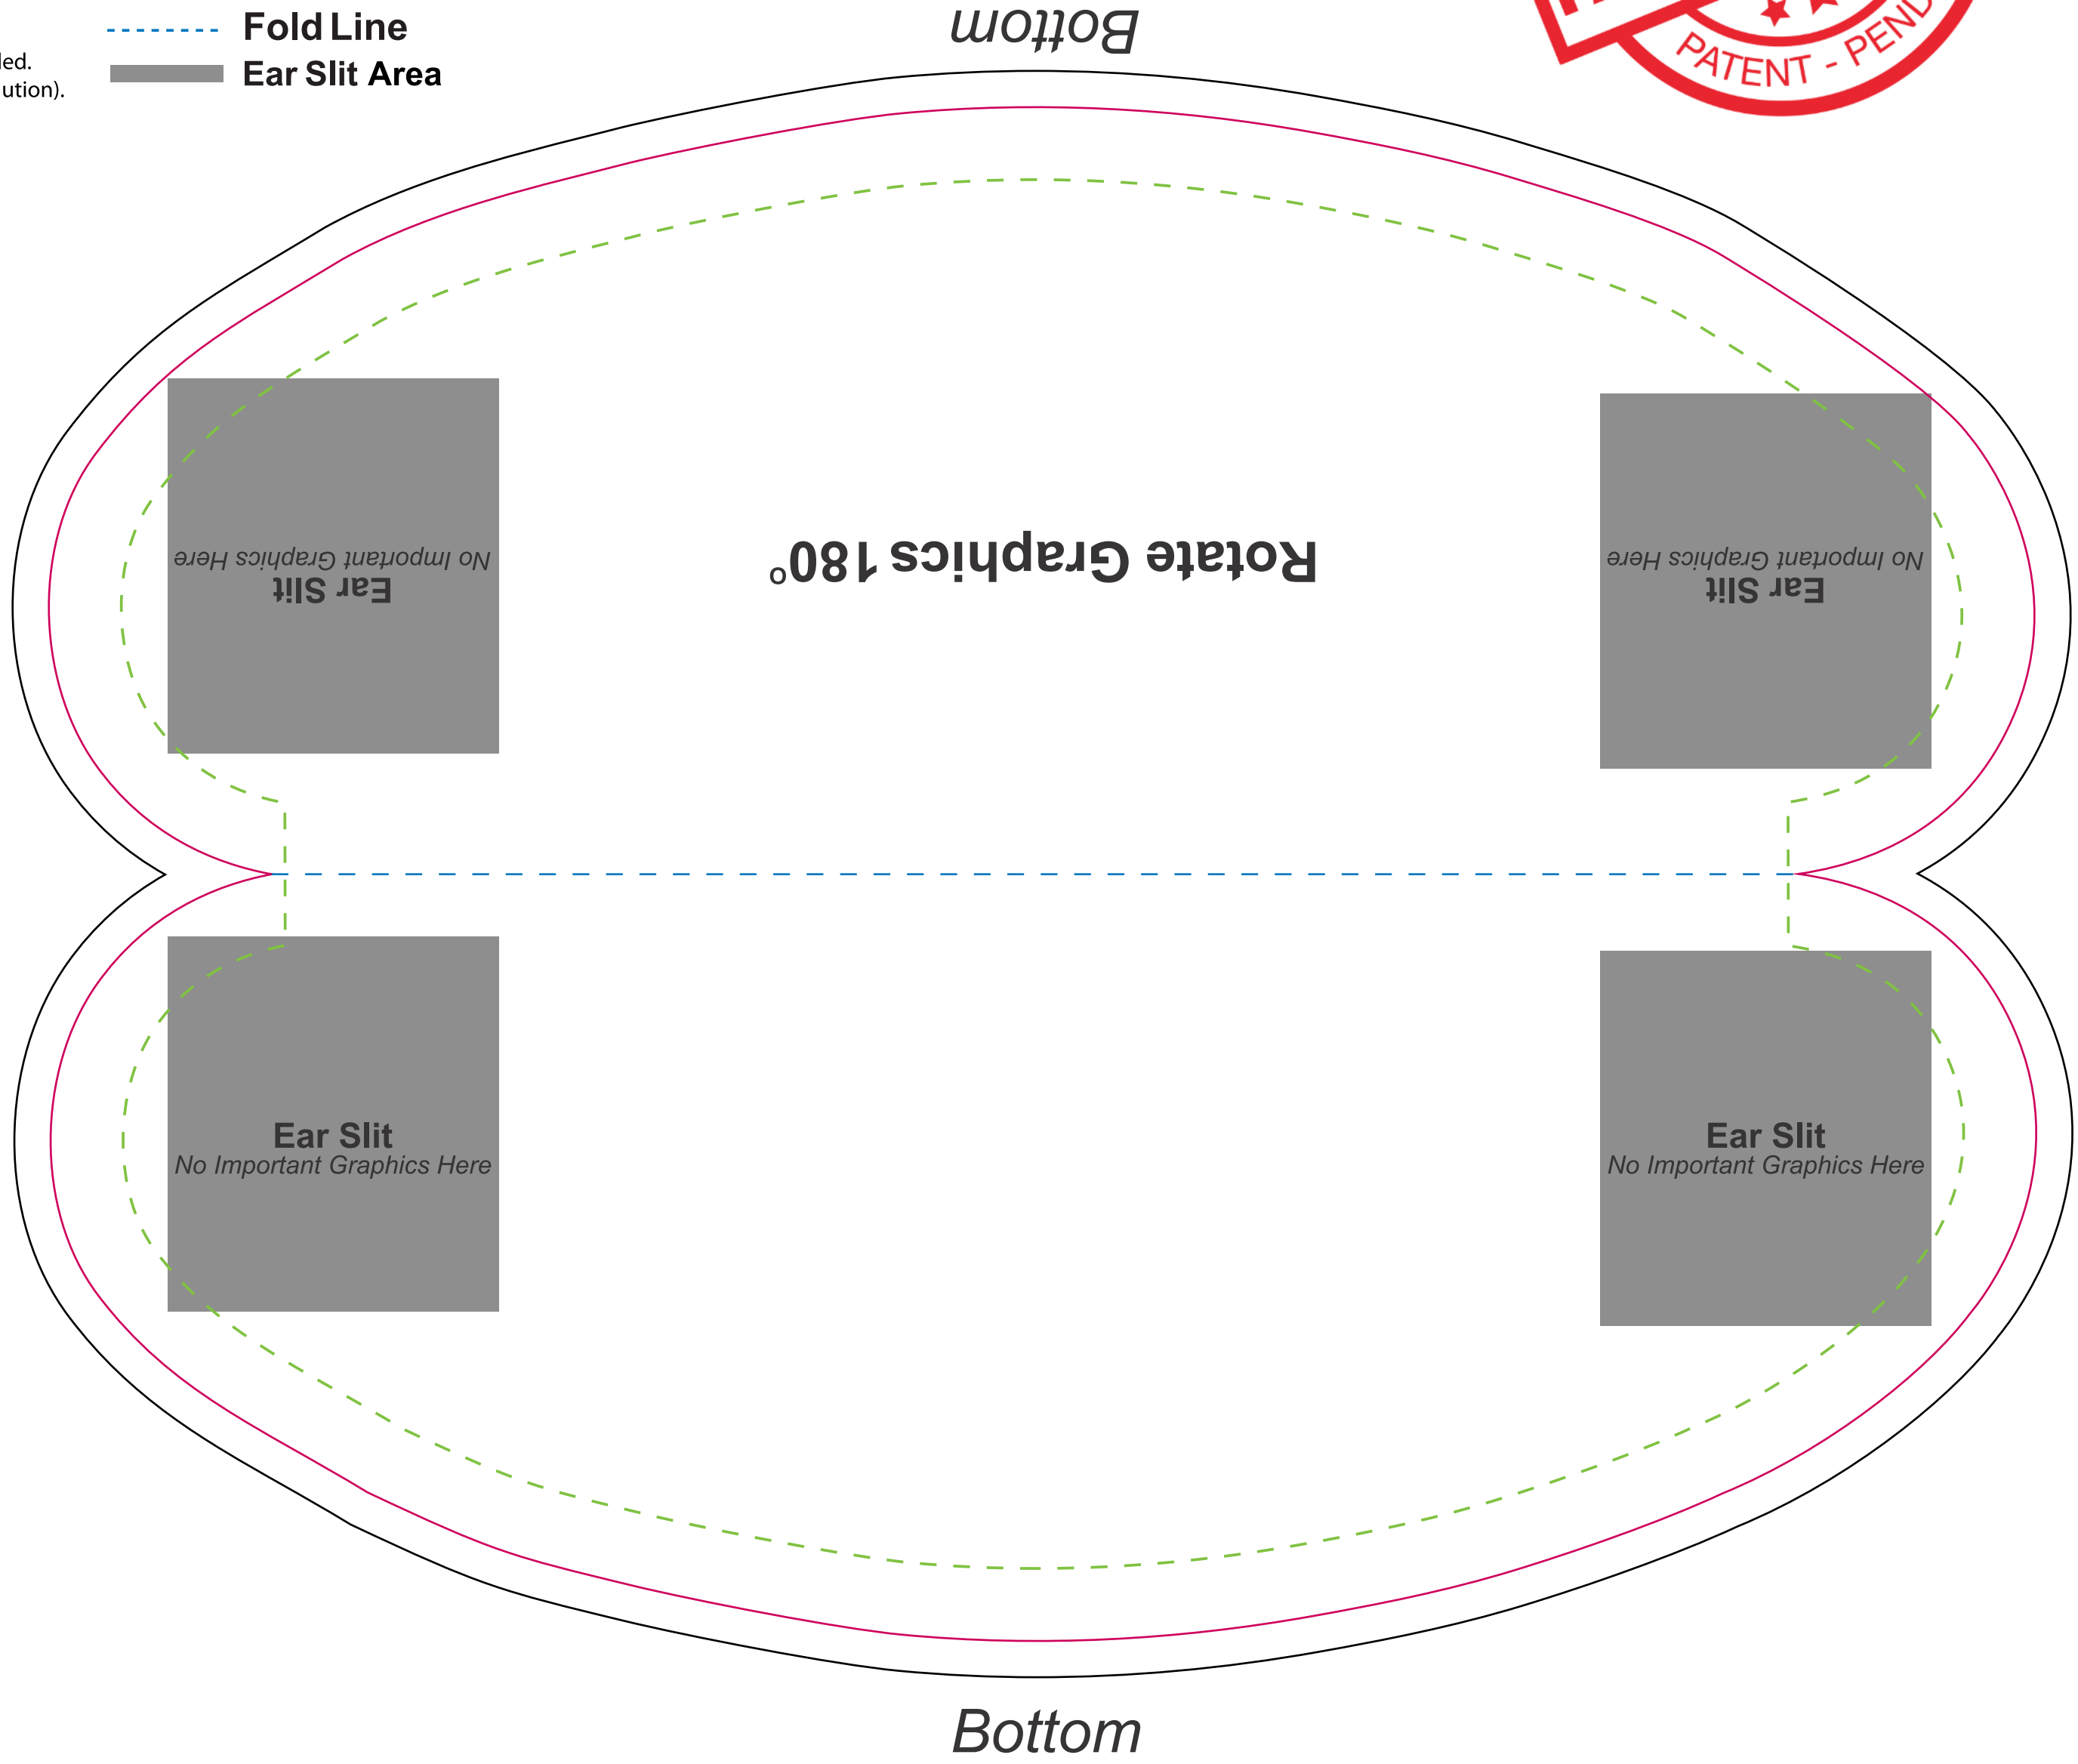 Fold Line
ution).
Ear Slit Area
Bottom
PATENT - PEND
No Important Graphics Here
Ear Slit
Rotate Graphics 180°
No Important Graphics Here
Ear Slit
Ear Slit
No Important Graphics Here
Ear Slit
No Important Graphics Here
Bottom